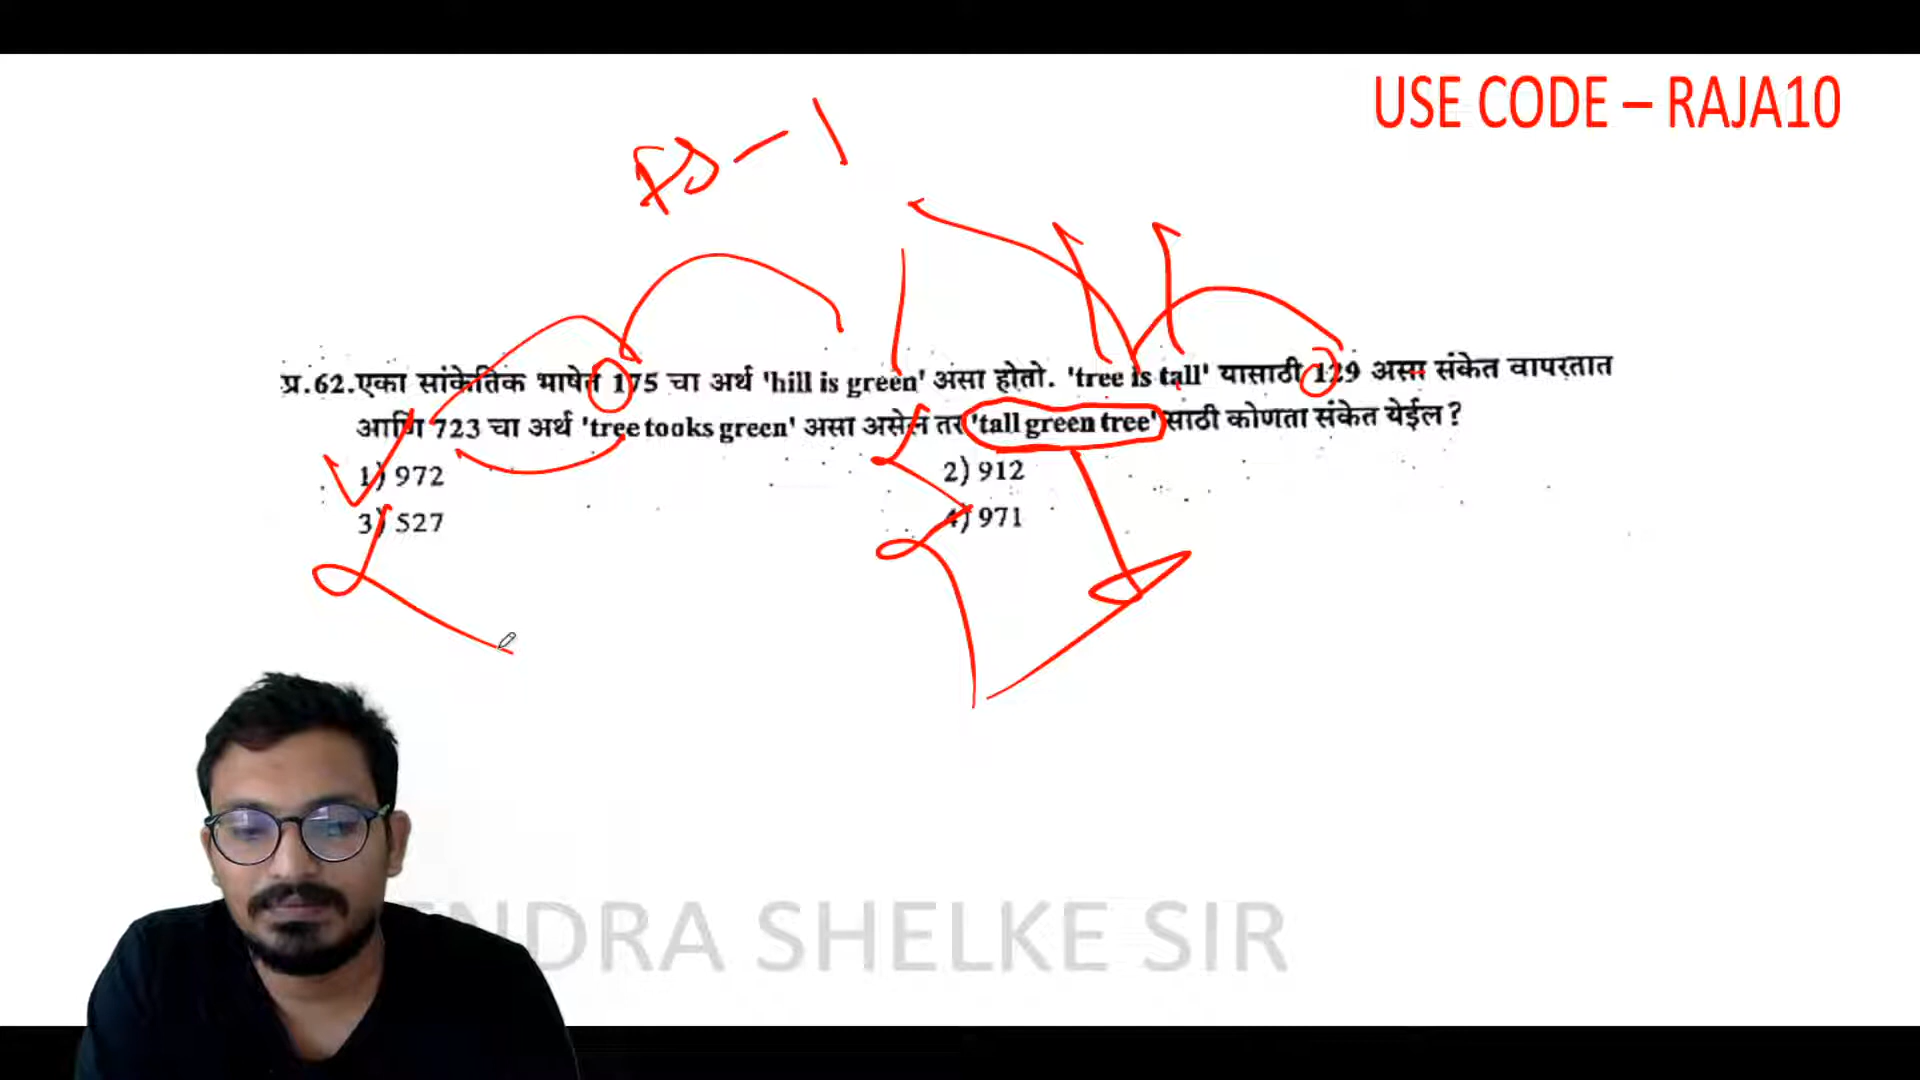 USE CODE – RAJA10
प्र.62.एका सांकेतिक भाषेत 175 चा अर्थ 'hill is green' असा होतो. 'tree is tall' यासाठी 129 असा संकेत वापरतात
आणि 723 चा अर्थ 'tree tooks green' असा असेल तर 'tall green tree' साठी कोणता संकेत येईल?
1) 972
2) 912
3) 527
4) 971
NDRA SHELKE SIR